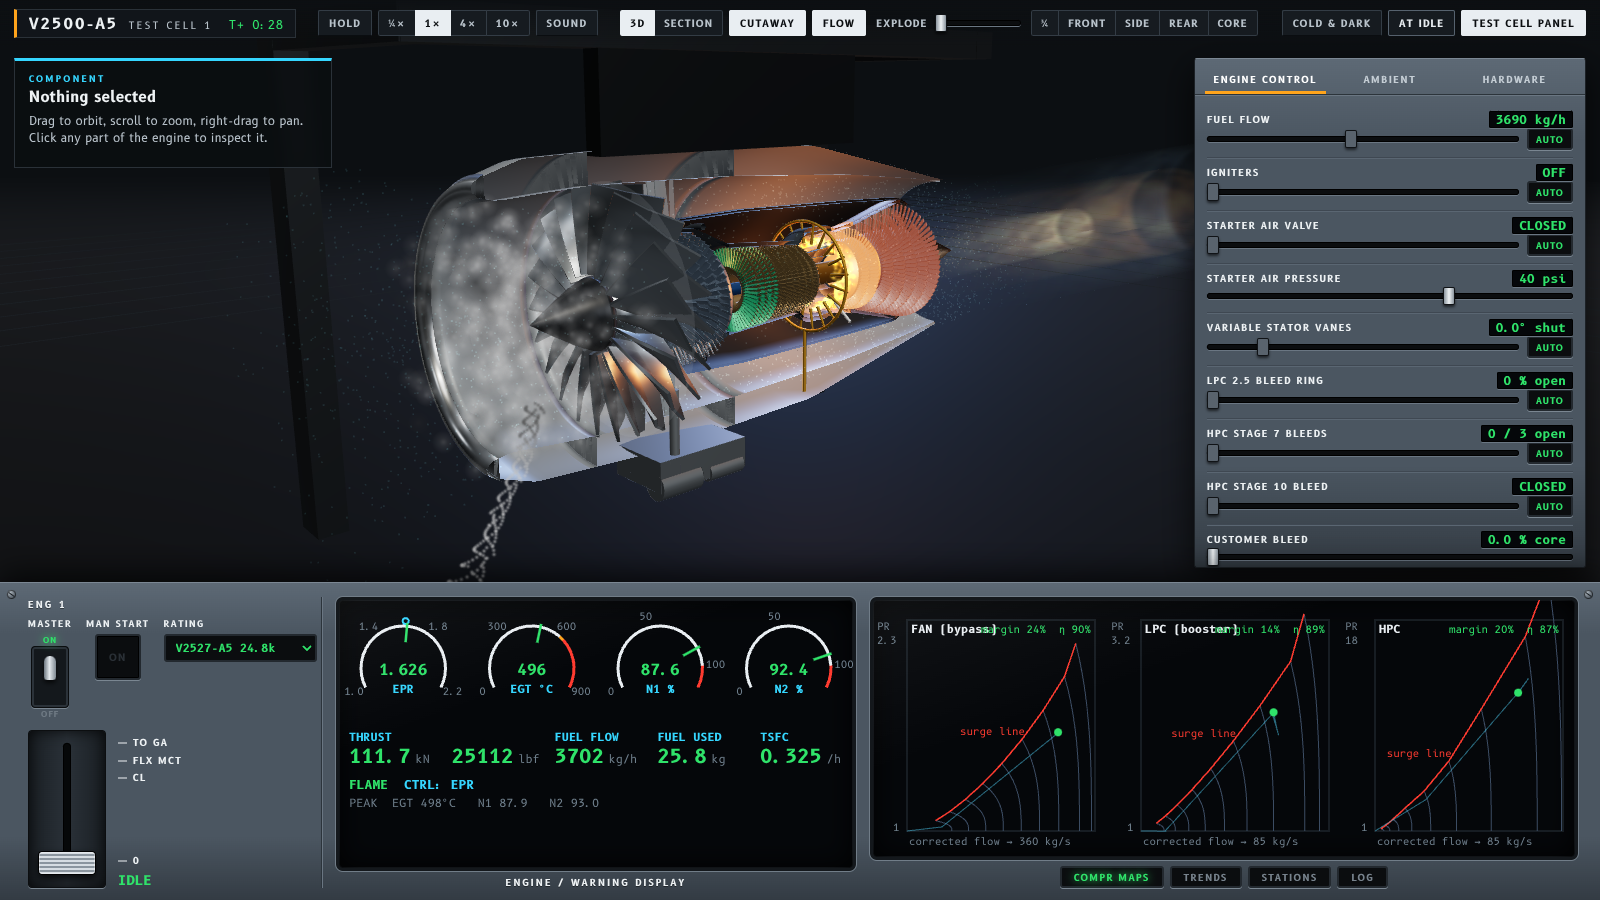 V2500-A5 TEST CELL 1 T+ 0:28
HOLD ¼× 1× 4× 10× SOUND 3D SECTION CUTAWAY FLOW EXPLODE ¾ FRONT SIDE REAR CORE COLD & DARK AT IDLE TEST CELL PANEL
COMPONENT
Nothing selected
Drag to orbit, scroll to zoom, right-drag to pan.
Click any part of the engine to inspect it.
ENGINE CONTROL AMBIENT HARDWARE
FUEL FLOW 3690 kg/h
AUTO
IGNITERS OFF
AUTO
STARTER AIR VALVE CLOSED
AUTO
STARTER AIR PRESSURE 40 psi
VARIABLE STATOR VANES 0.0° shut
AUTO
LPC 2.5 BLEED RING 0 % open
AUTO
HPC STAGE 7 BLEEDS 0 / 3 open
AUTO
HPC STAGE 10 BLEED CLOSED
AUTO
CUSTOMER BLEED 0.0 % core
ENG 1
MASTER MAN START RATING
ON
ON
V2527-A5 24.8k
OFF
TO GA
FLX MCT
CL
0
IDLE
1.4 1.8 1.0 2.2
1.626
EPR
300 600 0 900
496
EGT °C
50 100 0
87.6
N1 %
50 100 0
92.4
N2 %
THRUST FUEL FLOW FUEL USED TSFC
111.7 kN 25112 lbf 3702 kg/h 25.8 kg 0.325 /h
FLAME CTRL: EPR
PEAK EGT 498°C N1 87.9 N2 93.0
ENGINE / WARNING DISPLAY
PR 2.3
FAN [bypass] margin 24% η 90%
surge line
1
corrected flow → 360 kg/s
PR 3.2
LPC [booster] margin 14% η 89%
surge line
1
corrected flow → 85 kg/s
PR 18
HPC margin 20% η 87%
surge line
1
corrected flow → 85 kg/s
COMPR MAPS TRENDS STATIONS LOG